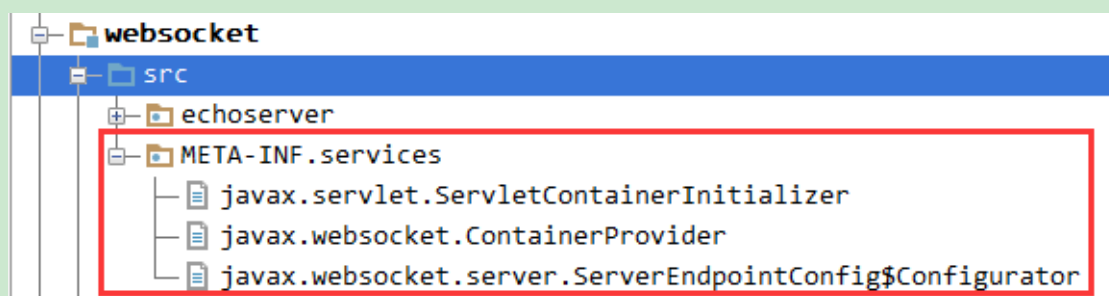 websocket
src
echoserver
META-INF.services
javax.servlet.ServletContainerInitializer
javax.websocket.ContainerProvider
javax.websocket.server.ServerEndpointConfig$Configurator